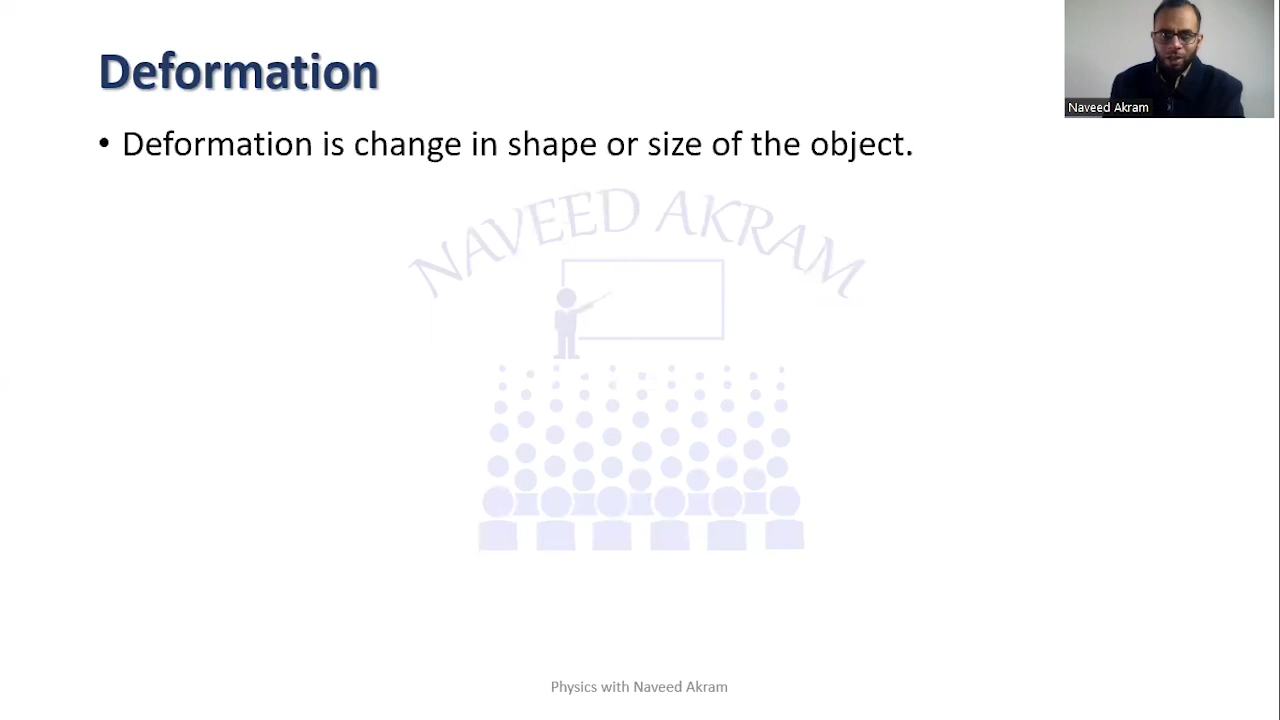 Deformation
Naveed Akram
• Deformation is change in shape or size of the object.
NAVEED AKRAM
Physics with Naveed Akram